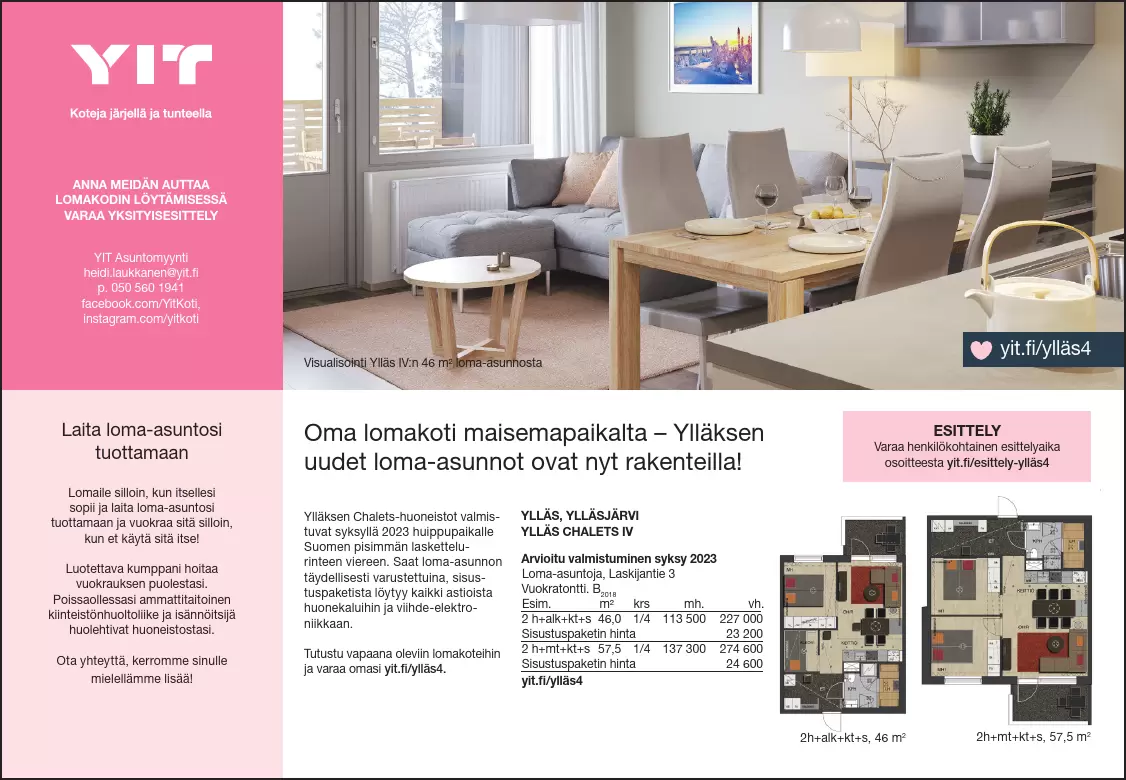 YIT
Koteja järjellä ja tunteella
ANNA MEIDÄN AUTTAA
LOMAKODIN LÖYTÄMISESSÄ
VARAA YKSITYISESITTELY
YIT Asuntomyynti
heidi.laukkanen@yit.fi
p. 050 560 1941
facebook.com/YitKoti,
instagram.com/yitkoti
Visualisointi Ylläs IV:n 46 m² loma-asunnosta
yit.fi/ylläs4
Laita loma-asuntosi
tuottamaan
Lomaile silloin, kun itsellesi
sopii ja laita loma-asuntosi
tuottamaan ja vuokraa sitä silloin,
kun et käytä sitä itse!
Luotettava kumppani hoitaa
vuokrauksen puolestasi.
Poissaollessasi ammattitaitoinen
kiinteistönhuoltoliike ja isännöitsijä
huolehtivat huoneistostasi.
Ota yhteyttä, kerromme sinulle
mielellämme lisää!
Oma lomakoti maisemapaikalta – Ylläksen
uudet loma-asunnot ovat nyt rakenteilla!
ESITTELY
Varaa henkilökohtainen esittelyaika
osoitteesta yit.fi/esittely-ylläs4
Ylläksen Chalets-huoneistot valmis-
tuvat syksyllä 2023 huippupaikalle
Suomen pisimmän laskettelu-
rinteen viereen. Saat loma-asunnon
täydellisesti varustettuina, sisus-
tuspaketista löytyy kaikki astioista
huonekaluihin ja viihde-elektro-
niikkaan.
Tutustu vapaana oleviin lomakoteihin
ja varaa omasi yit.fi/ylläs4.
YLLÄS, YLLÄSJÄRVI
YLLÄS CHALETS IV
Arvioitu valmistuminen syksy 2023
Loma-asuntoja, Laskijantie 3
Vuokratontti. B2018
Esim. m² krs mh. vh.
2 h+alk+kt+s 46,0 1/4 113 500 227 000
Sisustuspaketin hinta 23 200
2 h+mt+kt+s 57,5 1/4 137 300 274 600
Sisustuspaketin hinta 24 600
yit.fi/ylläs4
2h+alk+kt+s, 46 m²
2h+mt+kt+s, 57,5 m²